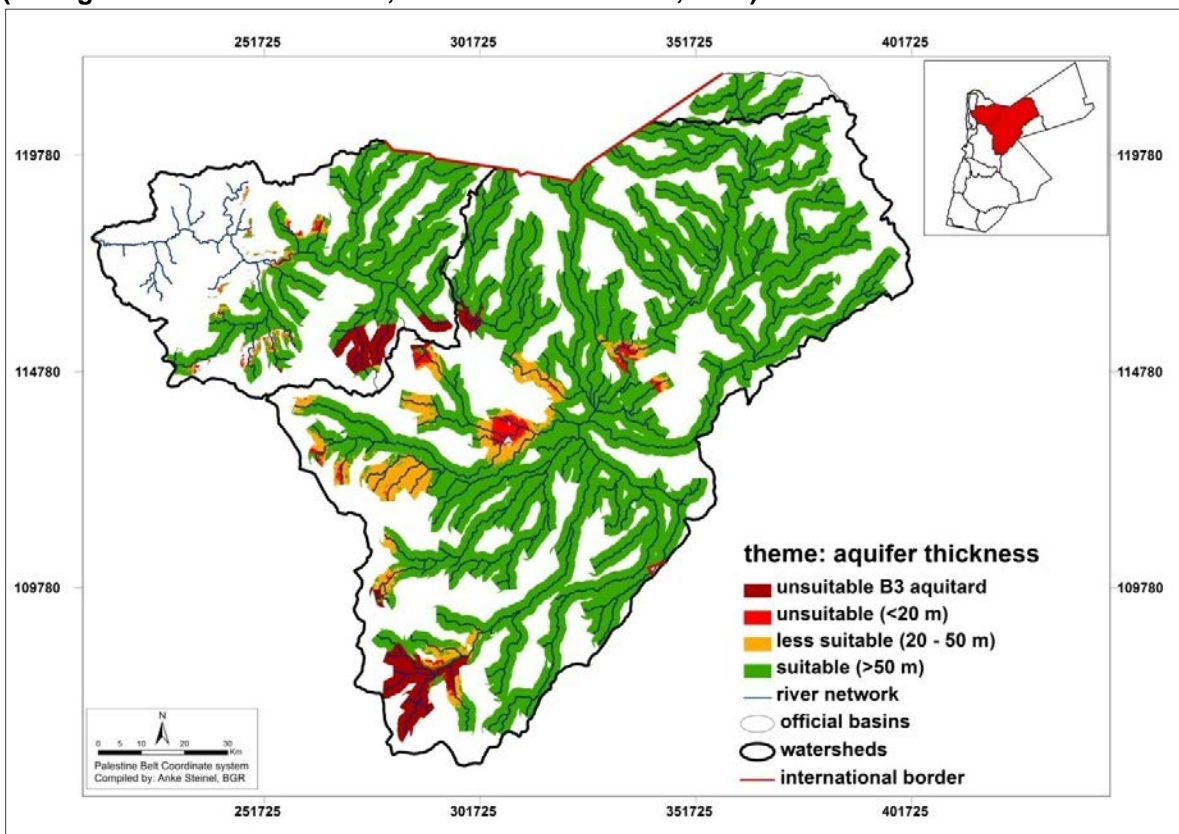 251725 301725 351725 401725
119780 119780
114780 114780
109780 109780
theme: aquifer thickness
unsuitable B3 aquitard
unsuitable (<20 m)
less suitable (20 - 50 m)
suitable (>50 m)
river network
official basins
watersheds
international border
N
0 5 10 20 30
Km
Palestine Belt Coordinate system
Compiled by: Anke Steinel, BGR
251725 301725 351725 401725